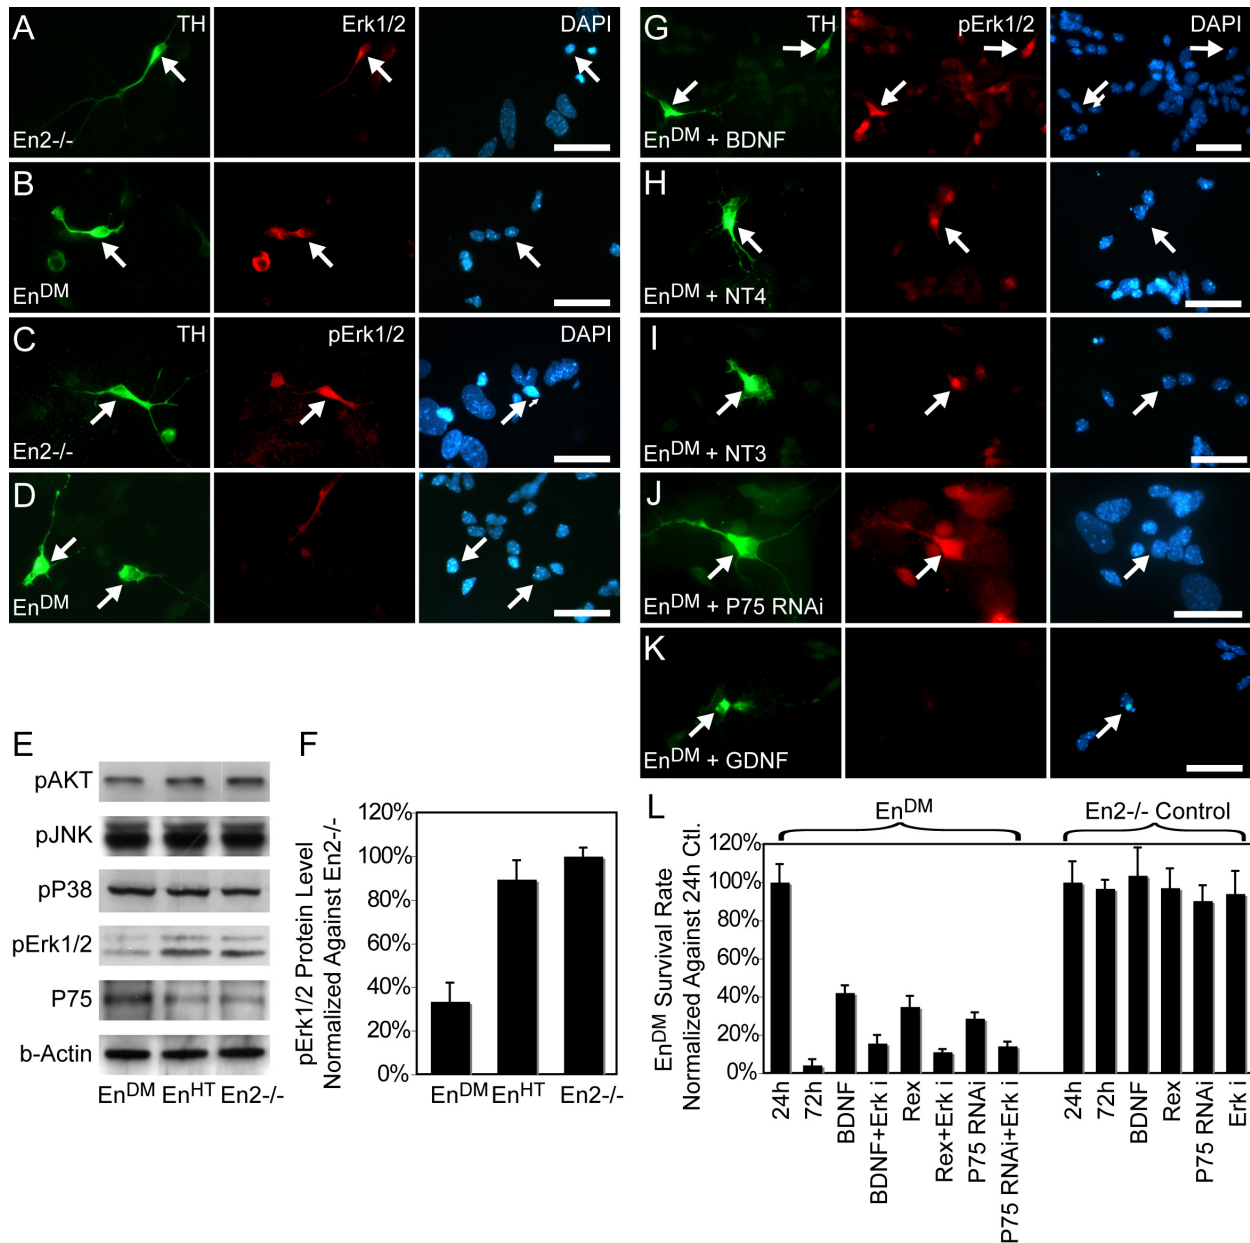 A TH Erk1/2 DAPI
En2-/-
B
EnDM
C TH pErk1/2 DAPI
En2-/-
D
EnDM
G TH pErk1/2 DAPI
EnDM + BDNF
H
EnDM + NT4
I
EnDM + NT3
J
EnDM + P75 RNAi
K
EnDM + GDNF
E
pAKT
pJNK
pP38
pErk1/2
P75
b-Actin
EnDM EnHT En2-/-
F
pErk1/2 Protein Level
Normalized Against En2-/-
120%
100%
80%
60%
40%
20%
0%
EnDM EnHT En2-/-
L
EnDM En2-/- Control
EnDM Survival Rate
Normalized Against 24h Ctl.
120%
100%
80%
60%
40%
20%
0%
24h
72h
BDNF
BDNF+Erk i
Rex
Rex+Erk i
P75 RNAi
P75 RNAi+Erk i
24h
72h
BDNF
Rex
P75 RNAi
Erk i